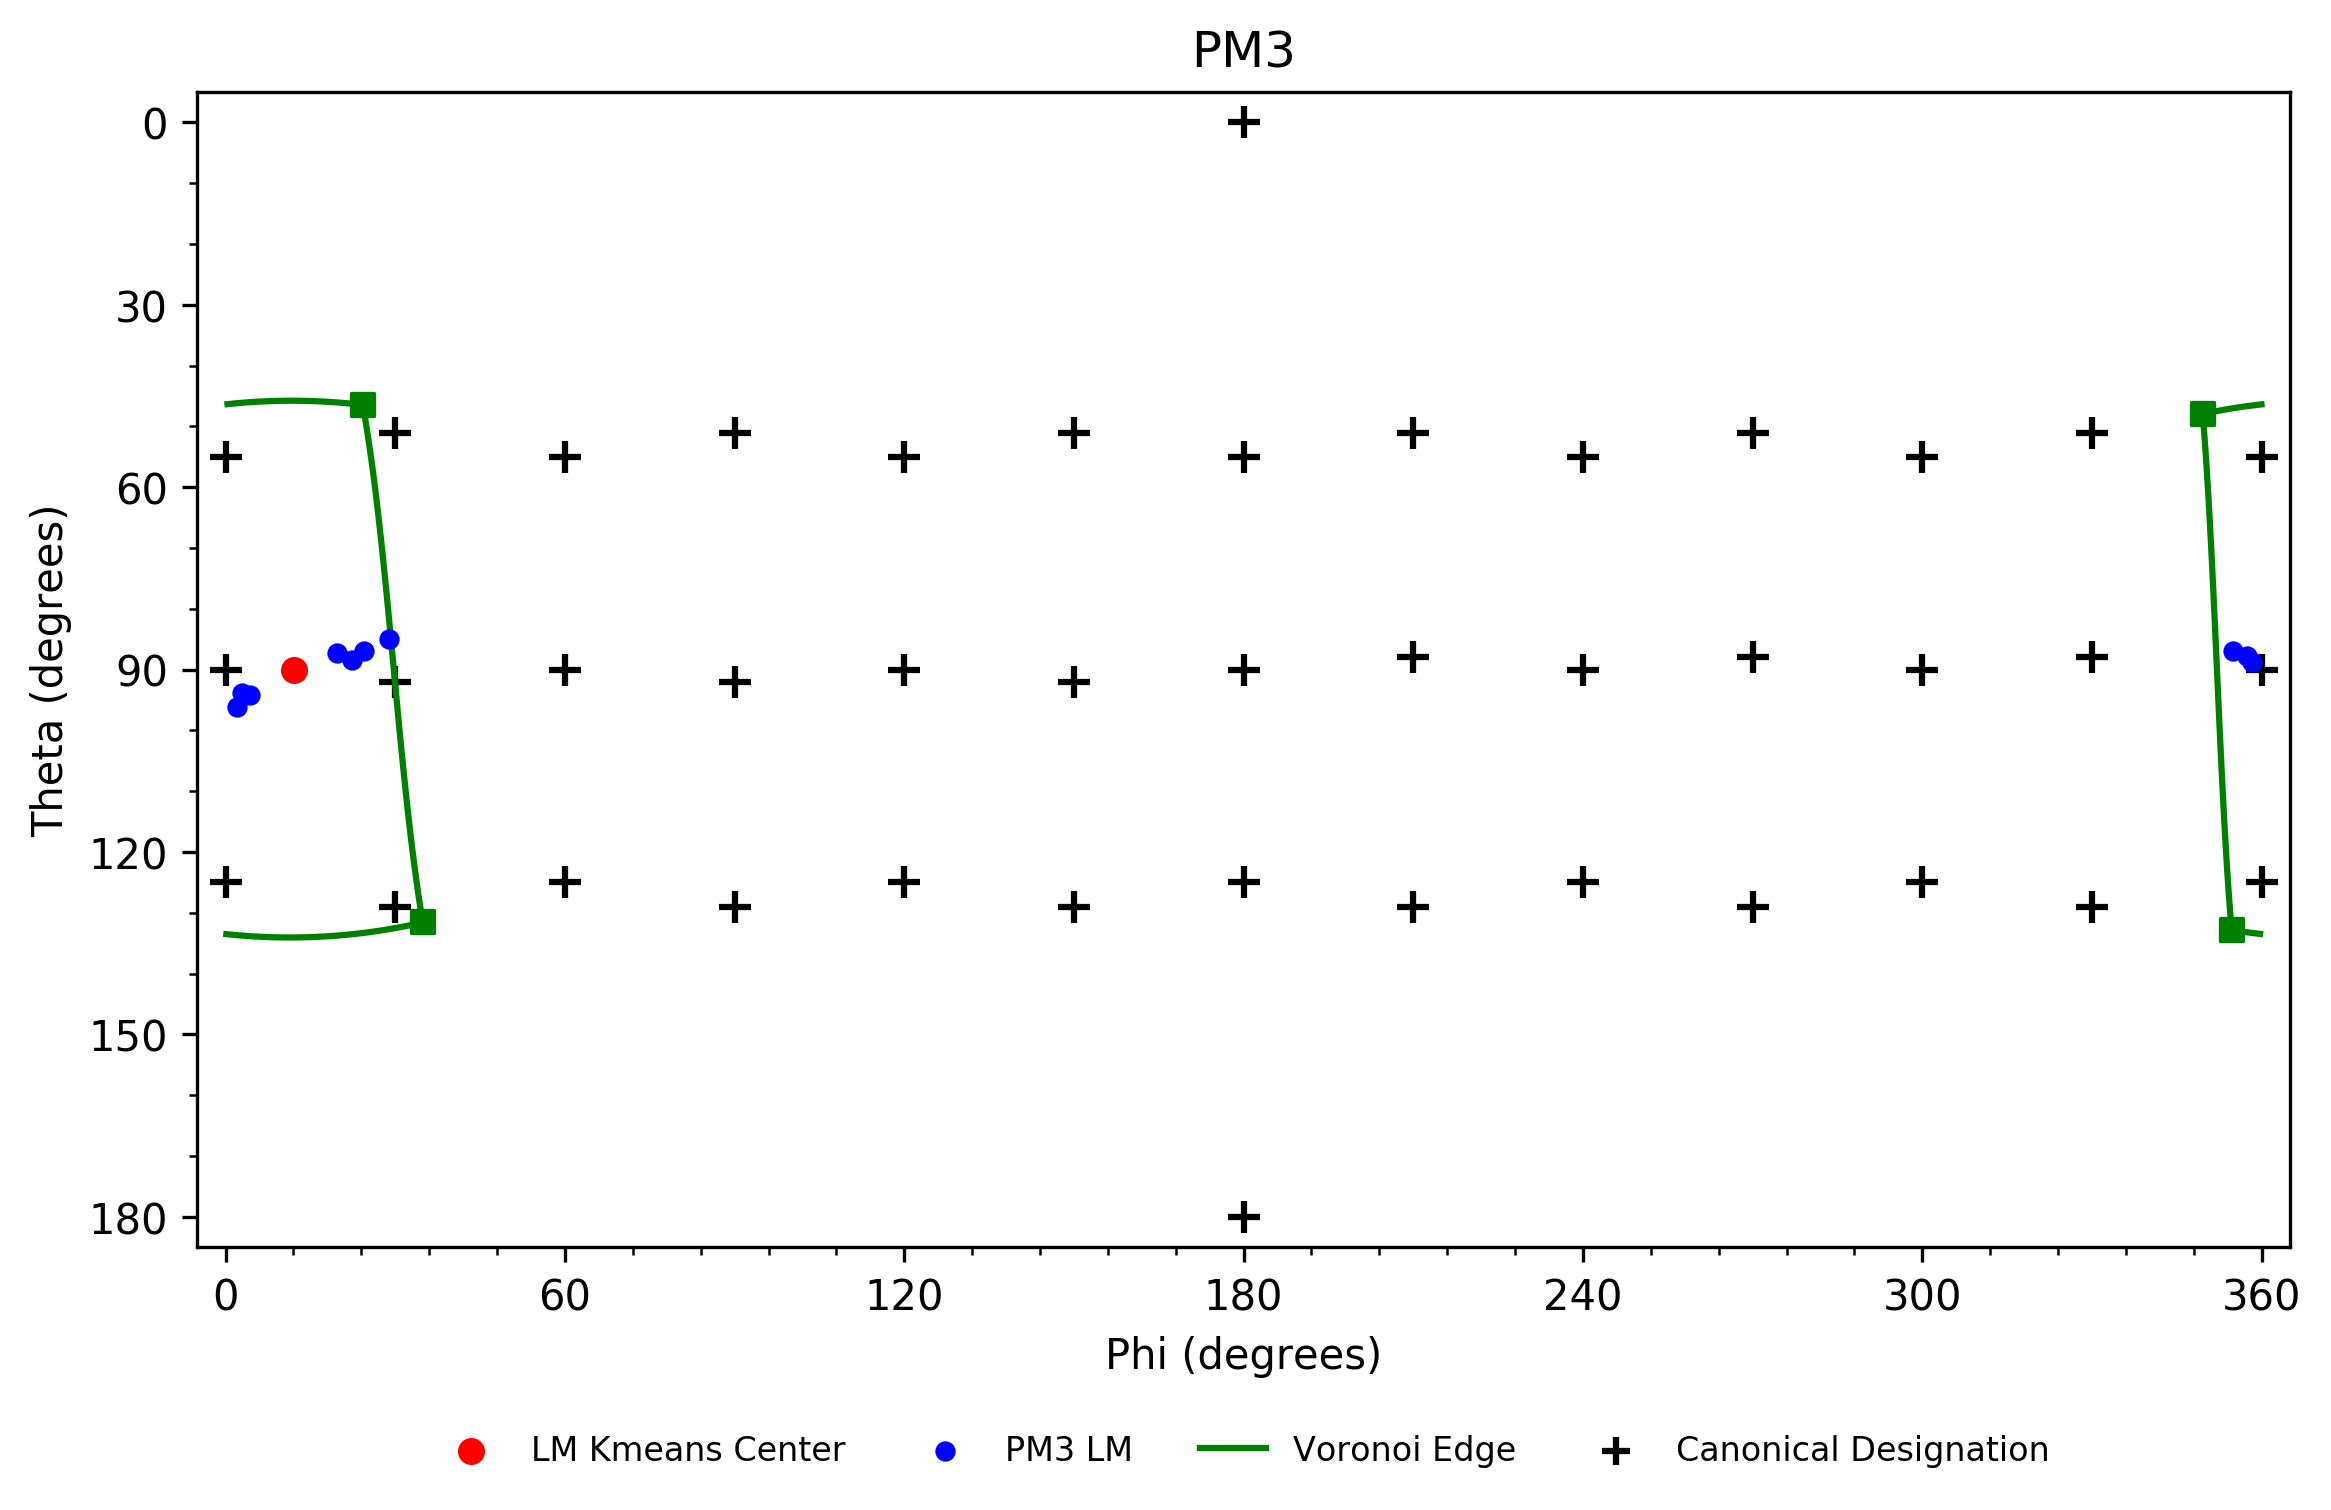 PM3
0
30
60
90
120
150
180
Theta (degrees)
0 60 120 180 240 300 360
Phi (degrees)
LM Kmeans Center PM3 LM Voronoi Edge Canonical Designation